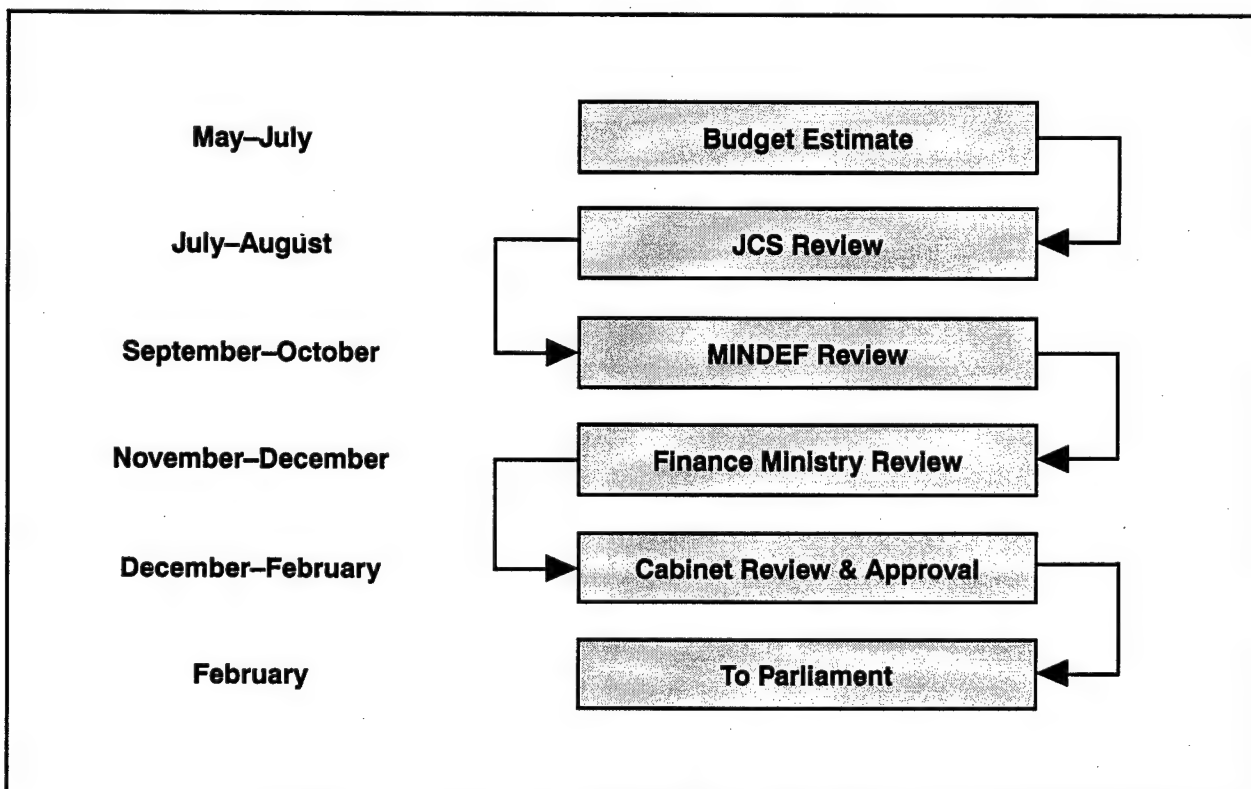 May–July
Budget Estimate
July–August
JCS Review
September–October
MINDEF Review
November–December
Finance Ministry Review
December–February
Cabinet Review & Approval
February
To Parliament